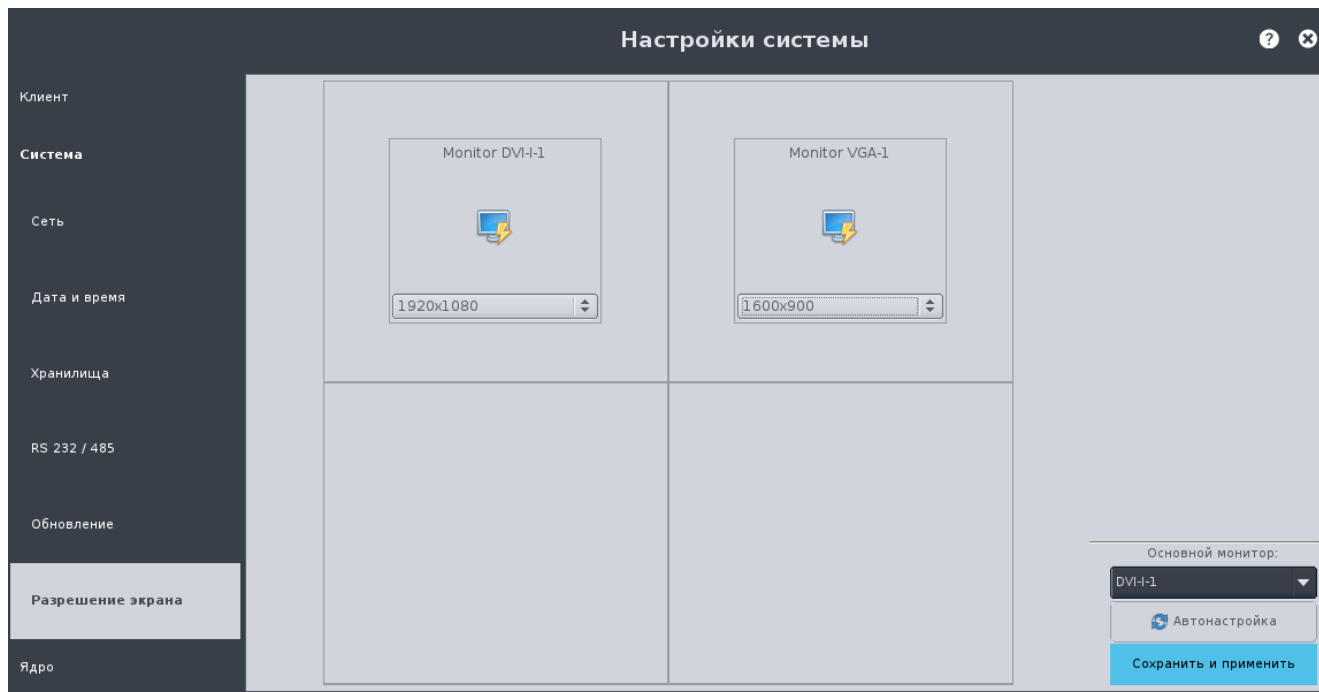 Настройки системы
?
Клиент
Система
Сеть
Дата и время
Хранилища
RS 232 / 485
Обновление
Разрешение экрана
Ядро
Monitor DVI-I-1
1920x1080
Monitor VGA-1
1600x900
Основной монитор:
DVI-I-1
Автонастройка
Сохранить и применить